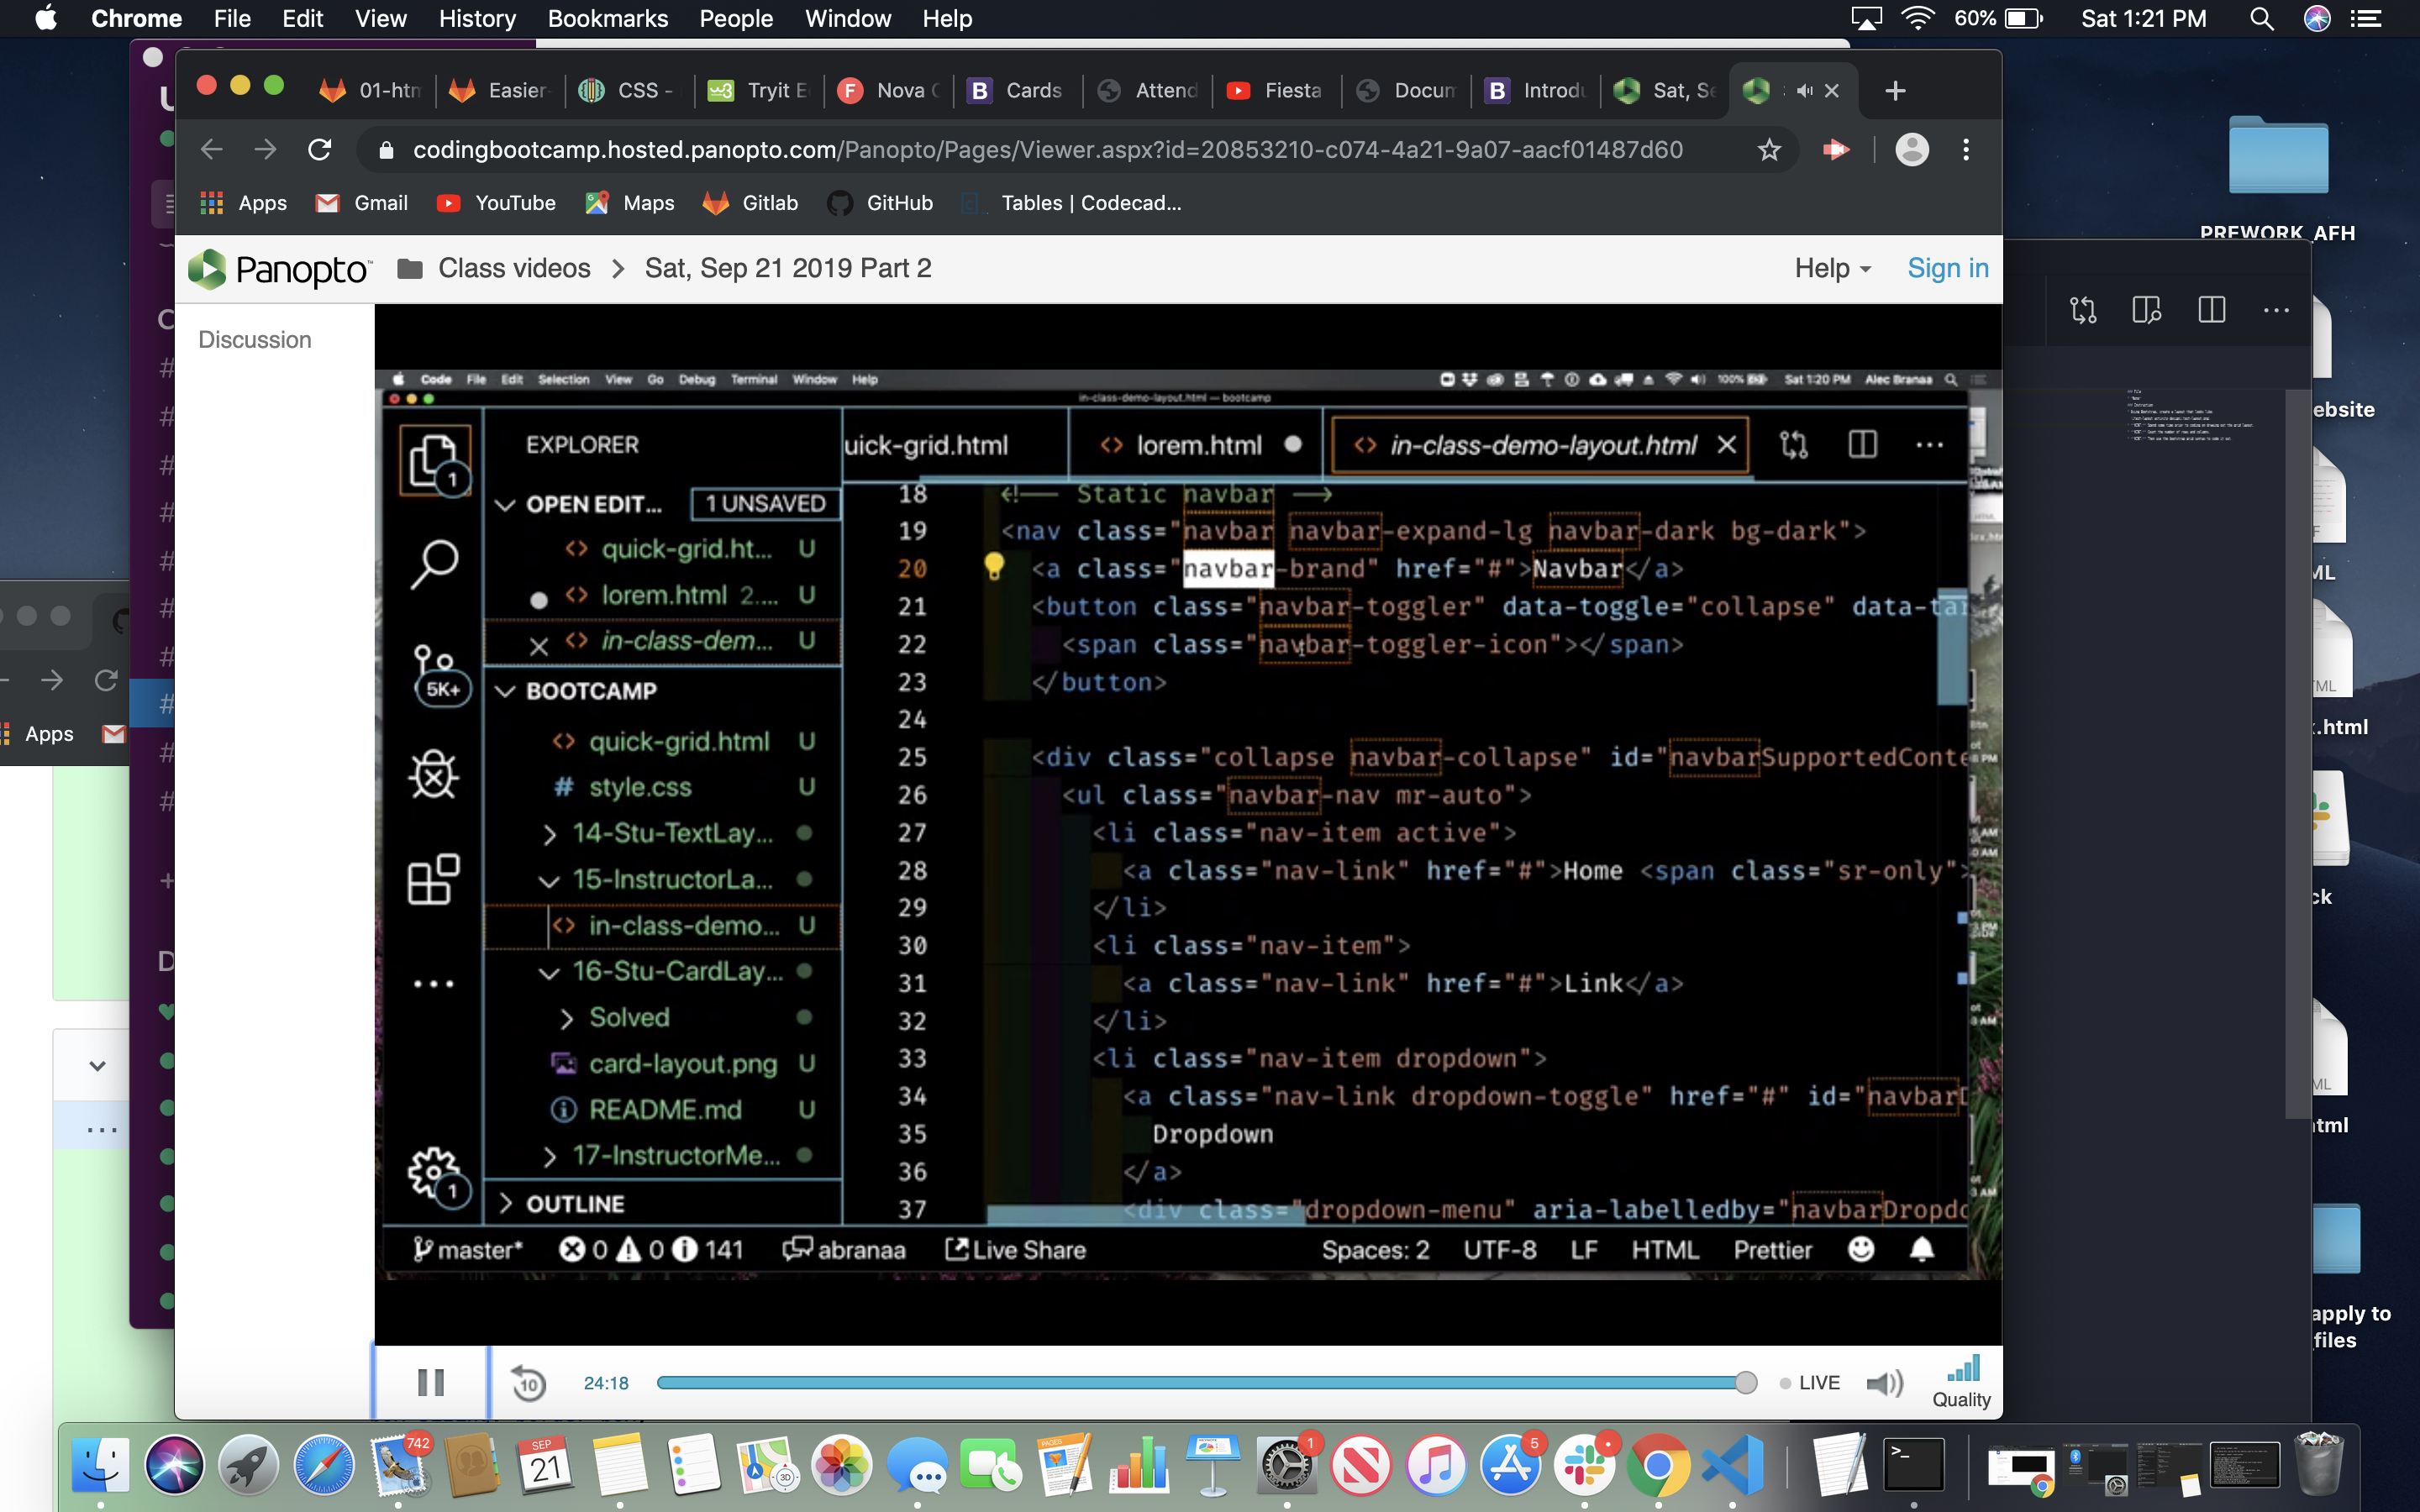 Chrome File Edit View History Bookmarks People Window Help 60% Sat 1:21 PM
01-htm Easier- CSS - Tryit E Nova C Cards Attend Fiesta Docum Introdu Sat, Se
codingbootcamp.hosted.panopto.com/Panopto/Pages/Viewer.aspx?id=20853210-c074-4a21-9a07-aacf01487d60
Apps Gmail YouTube Maps Gitlab GitHub Tables | Codecad...
PREWORK_AFH
Panopto Class videos > Sat, Sep 21 2019 Part 2 Help Sign in
Discussion
Code File Edit Selection View Go Debug Terminal Window Help 100% Sat 1:20 PM Alec Branaa
in-class-demo-layout.html — bootcamp
EXPLORER
uick-grid.html lorem.html in-class-demo-layout.html
OPEN EDIT... 1 UNSAVED
quick-grid.ht... U
lorem.html 2.... U
in-class-dem... U
5K+
BOOTCAMP
quick-grid.html U
style.css U
14-Stu-TextLay...
15-InstructorLa...
in-class-demo... U
16-Stu-CardLay...
Solved
card-layout.png U
README.md U
17-InstructorMe...
OUTLINE
18 <!-- Static navbar -->
19 <nav class="navbar navbar-expand-lg navbar-dark bg-dark">
20 <a class="navbar-brand" href="#">Navbar</a>
21 <button class="navbar-toggler" data-toggle="collapse" data-tar
22 <span class="navbar-toggler-icon"></span>
23 </button>
24
25 <div class="collapse navbar-collapse" id="navbarSupportedConte
26 <ul class="navbar-nav mr-auto">
27 <li class="nav-item active">
28 <a class="nav-link" href="#">Home <span class="sr-only">
29 </li>
30 <li class="nav-item">
31 <a class="nav-link" href="#">Link</a>
32 </li>
33 <li class="nav-item dropdown">
34 <a class="nav-link dropdown-toggle" href="#" id="navbarD
35 Dropdown
36 </a>
37 <div class="dropdown-menu" aria-labelledby="navbarDropdo
master* 0 0 141 abranaa Live Share Spaces: 2 UTF-8 LF HTML Prettier
10 24:18 LIVE
Quality
Apps
ebsite
ML
.html
ck
html
apply to
files
742
SEP
21
3D
PAGES
1
5